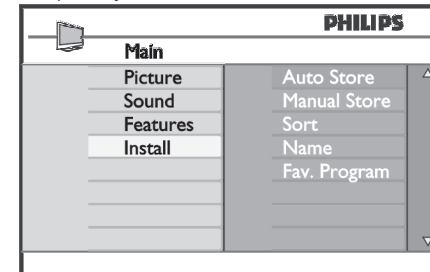 PHILIPS
Main
Picture
Sound
Features
Install
Auto Store
Manual Store
Sort
Name
Fav. Program